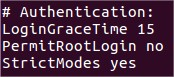 # Authentication:
LoginGraceTime 15
PermitRootLogin no
StrictModes yes